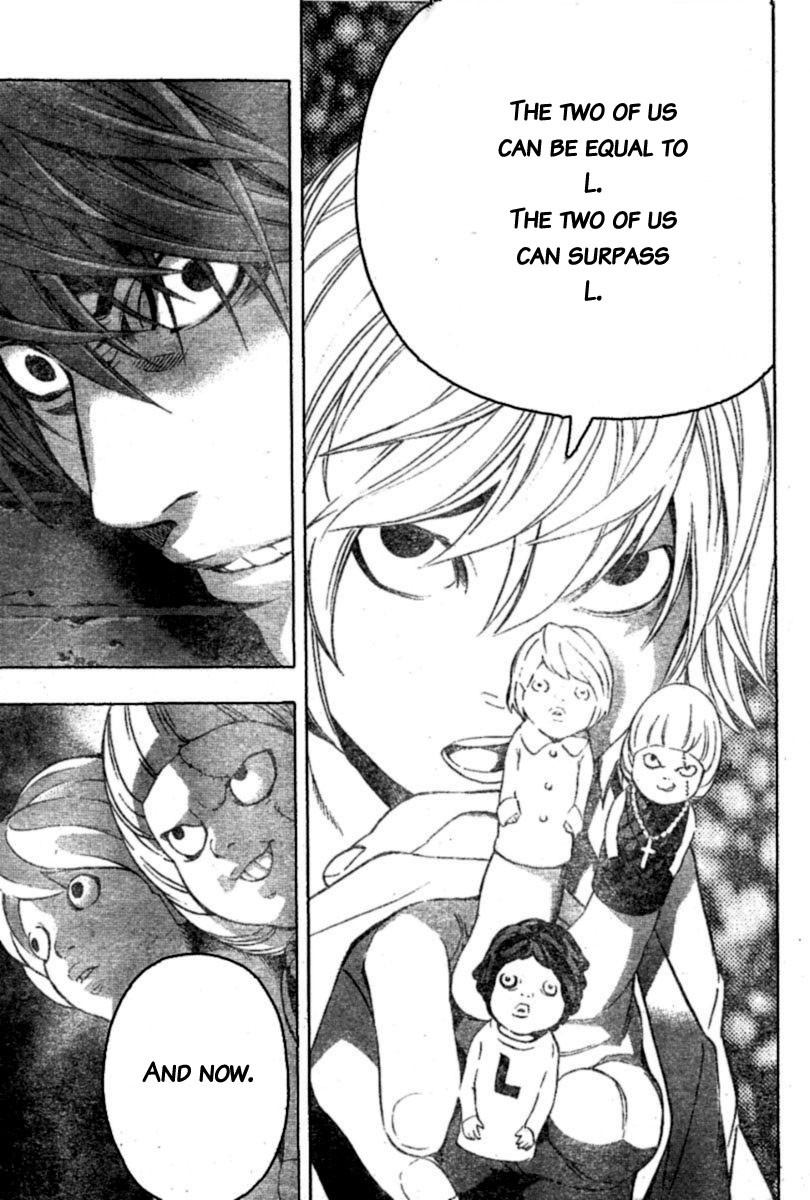 THE TWO OF US
CAN BE EQUAL TO
L.
THE TWO OF US
CAN SURPASS
L.
L
AND NOW.